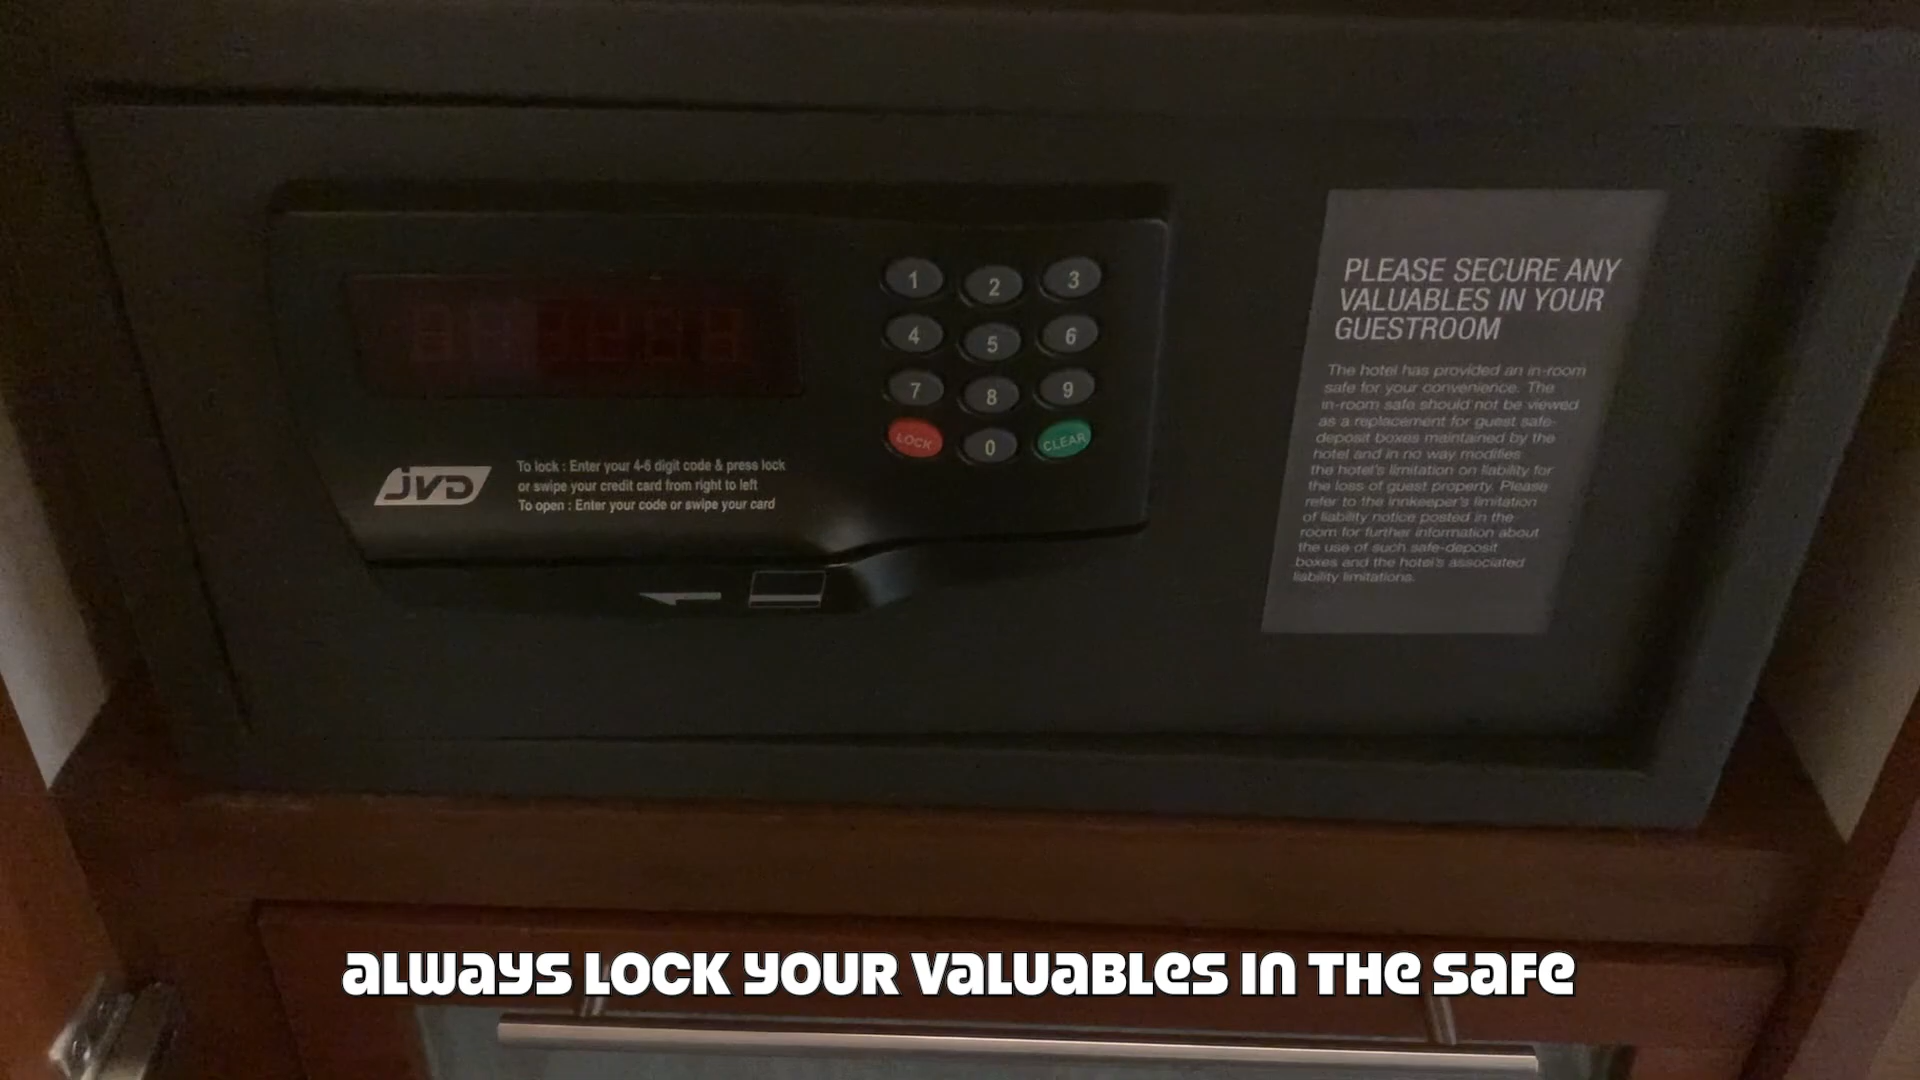 1 2 3
4 5 6
7 8 9
LOCK 0 CLEAR
JVD
To lock : Enter your 4-6 digit code & press lock
or swipe your credit card from right to left
To open : Enter your code or swipe your card
PLEASE SECURE ANY
VALUABLES IN YOUR
GUESTROOM
The hotel has provided an in-room
safe for your convenience. The
in-room safe should not be viewed
as a replacement for guest safe-
deposit boxes maintained by the
hotel and in no way modifies
the hotel's limitation on liability for
the loss of guest property. Please
refer to the innkeeper's limitation
of liability notice posted in the
room for further information about
the use of such safe-deposit
boxes and the hotel's associated
liability limitations.
always lock your valuables in the safe